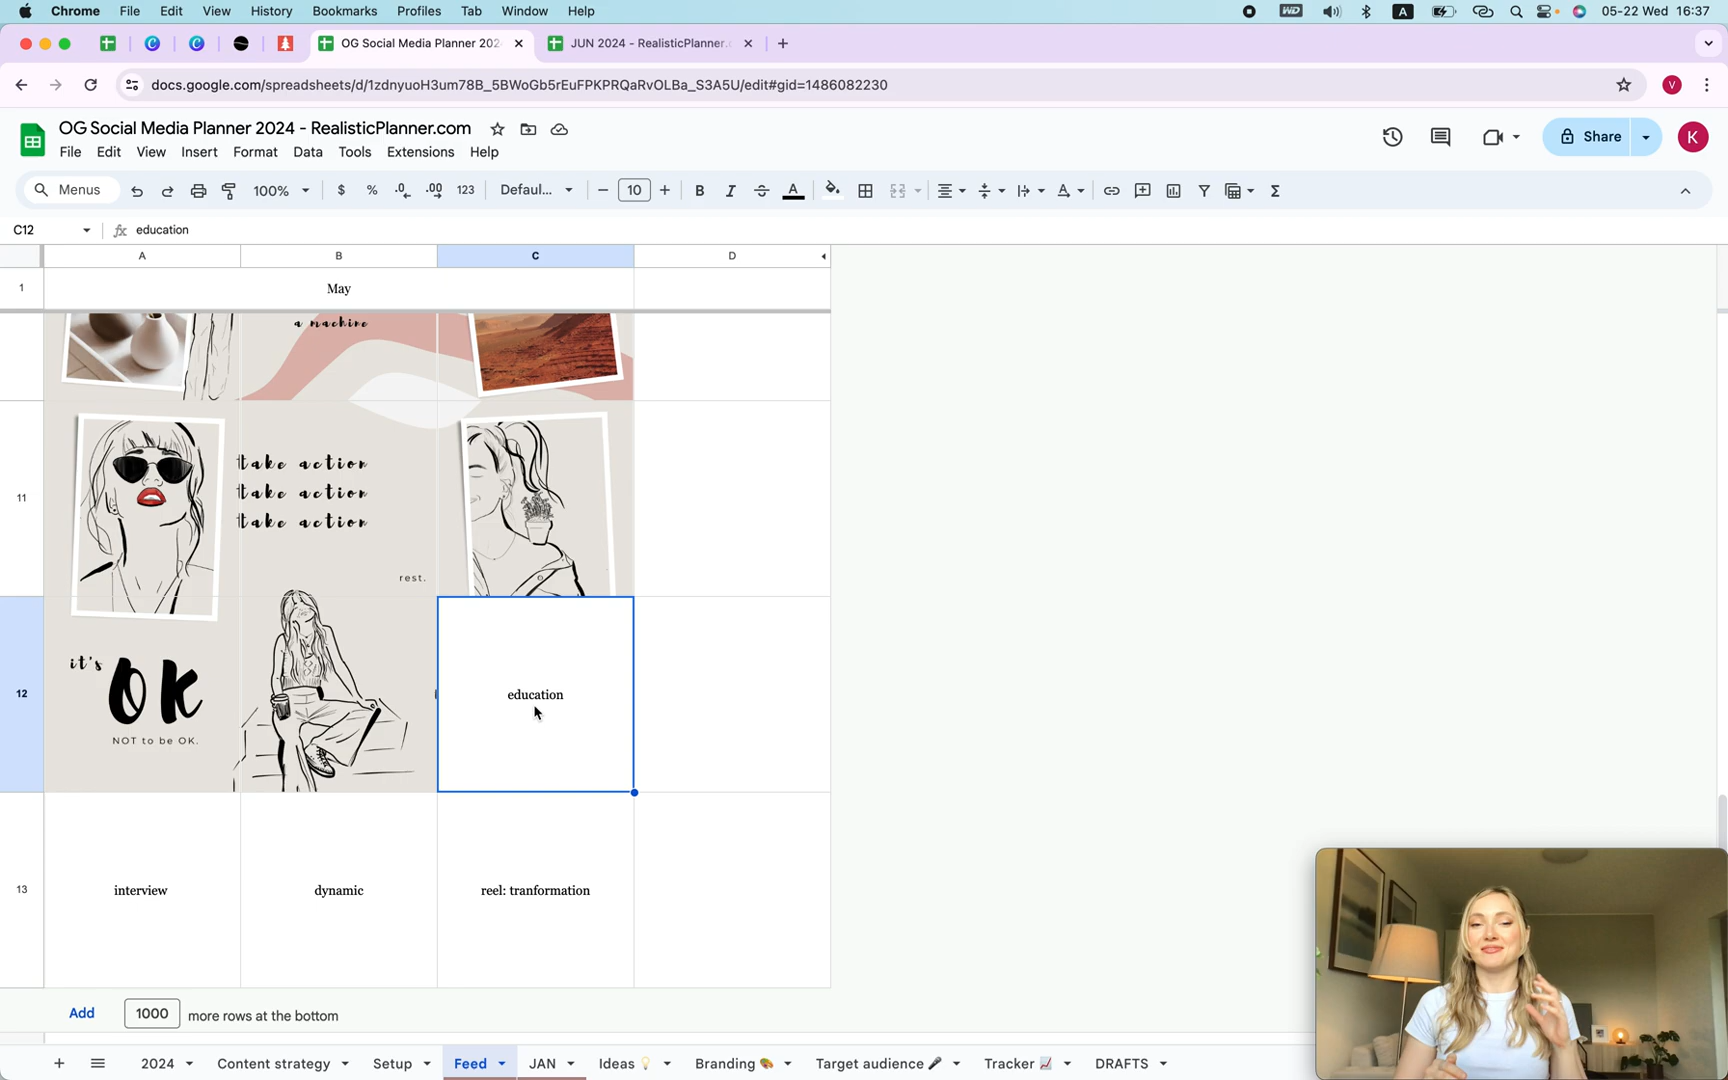 Chrome File Edit View History Bookmarks Profiles Tab Window Help
WD A 05-22 Wed 16:37
OG Social Media Planner 202 JUN 2024 - RealisticPlanner.c
docs.google.com/spreadsheets/d/1zdnyuoH3um78B_5BWoGb5rEuFPKPRQaRvOLBa_S3A5U/edit#gid=1486082230 V
OG Social Media Planner 2024 - RealisticPlanner.com
Share K
File Edit View Insert Format Data Tools Extensions Help
Menus 100% $ % .0 .00 123 Defaul... 10 B I A
C12 education
A B C D
1 May
a machine
11
take action
take action
take action
rest.
12
it's OK
NOT to be OK.
education
13 interview dynamic reel: tranformation
Add 1000 more rows at the bottom
2024 Content strategy Setup Feed JAN Ideas Branding Target audience Tracker DRAFTS